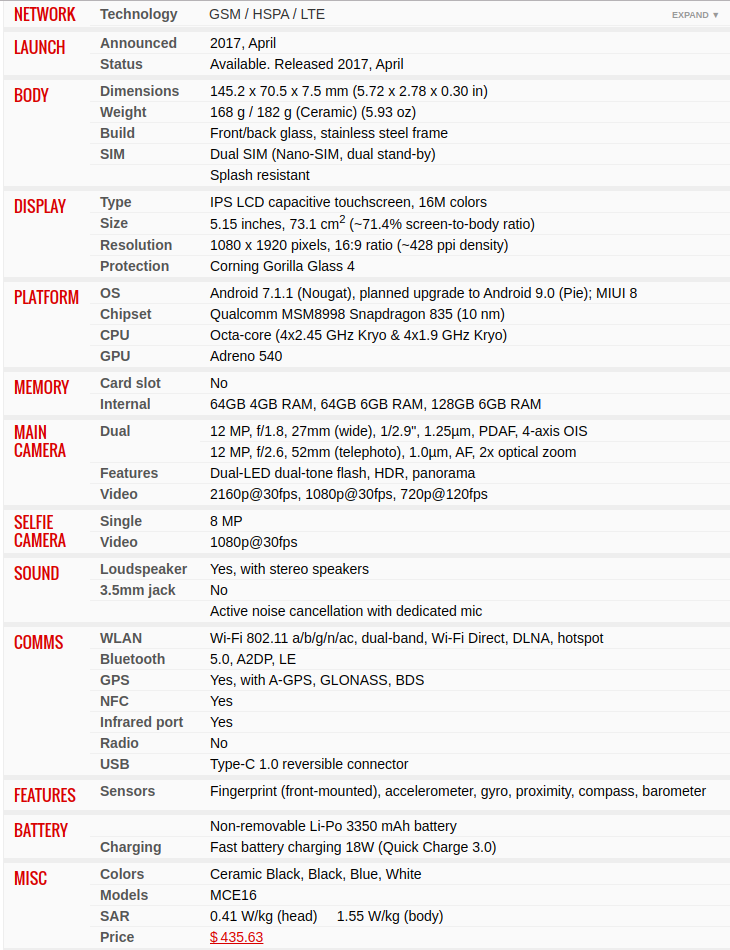 NETWORK Technology GSM / HSPA / LTE EXPAND ▼
LAUNCH Announced 2017, April
Status Available. Released 2017, April
BODY Dimensions 145.2 x 70.5 x 7.5 mm (5.72 x 2.78 x 0.30 in)
Weight 168 g / 182 g (Ceramic) (5.93 oz)
Build Front/back glass, stainless steel frame
SIM Dual SIM (Nano-SIM, dual stand-by)
Splash resistant
DISPLAY Type IPS LCD capacitive touchscreen, 16M colors
Size 5.15 inches, 73.1 cm2 (~71.4% screen-to-body ratio)
Resolution 1080 x 1920 pixels, 16:9 ratio (~428 ppi density)
Protection Corning Gorilla Glass 4
PLATFORM OS Android 7.1.1 (Nougat), planned upgrade to Android 9.0 (Pie); MIUI 8
Chipset Qualcomm MSM8998 Snapdragon 835 (10 nm)
CPU Octa-core (4x2.45 GHz Kryo & 4x1.9 GHz Kryo)
GPU Adreno 540
MEMORY Card slot No
Internal 64GB 4GB RAM, 64GB 6GB RAM, 128GB 6GB RAM
MAIN CAMERA Dual 12 MP, f/1.8, 27mm (wide), 1/2.9", 1.25µm, PDAF, 4-axis OIS
12 MP, f/2.6, 52mm (telephoto), 1.0µm, AF, 2x optical zoom
Features Dual-LED dual-tone flash, HDR, panorama
Video 2160p@30fps, 1080p@30fps, 720p@120fps
SELFIE CAMERA Single 8 MP
Video 1080p@30fps
SOUND Loudspeaker Yes, with stereo speakers
3.5mm jack No
Active noise cancellation with dedicated mic
COMMS WLAN Wi-Fi 802.11 a/b/g/n/ac, dual-band, Wi-Fi Direct, DLNA, hotspot
Bluetooth 5.0, A2DP, LE
GPS Yes, with A-GPS, GLONASS, BDS
NFC Yes
Infrared port Yes
Radio No
USB Type-C 1.0 reversible connector
FEATURES Sensors Fingerprint (front-mounted), accelerometer, gyro, proximity, compass, barometer
BATTERY Non-removable Li-Po 3350 mAh battery
Charging Fast battery charging 18W (Quick Charge 3.0)
MISC Colors Ceramic Black, Black, Blue, White
Models MCE16
SAR 0.41 W/kg (head) 1.55 W/kg (body)
Price $ 435.63